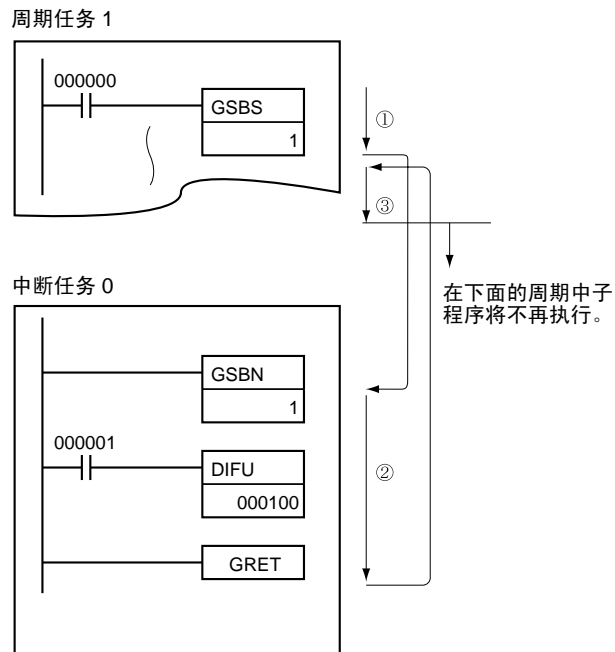 周期任务 1
000000
GSBS
1
①
③
在下面的周期中子
程序将不再执行。
中断任务 0
GSBN
1
000001
DIFU
000100
②
GRET